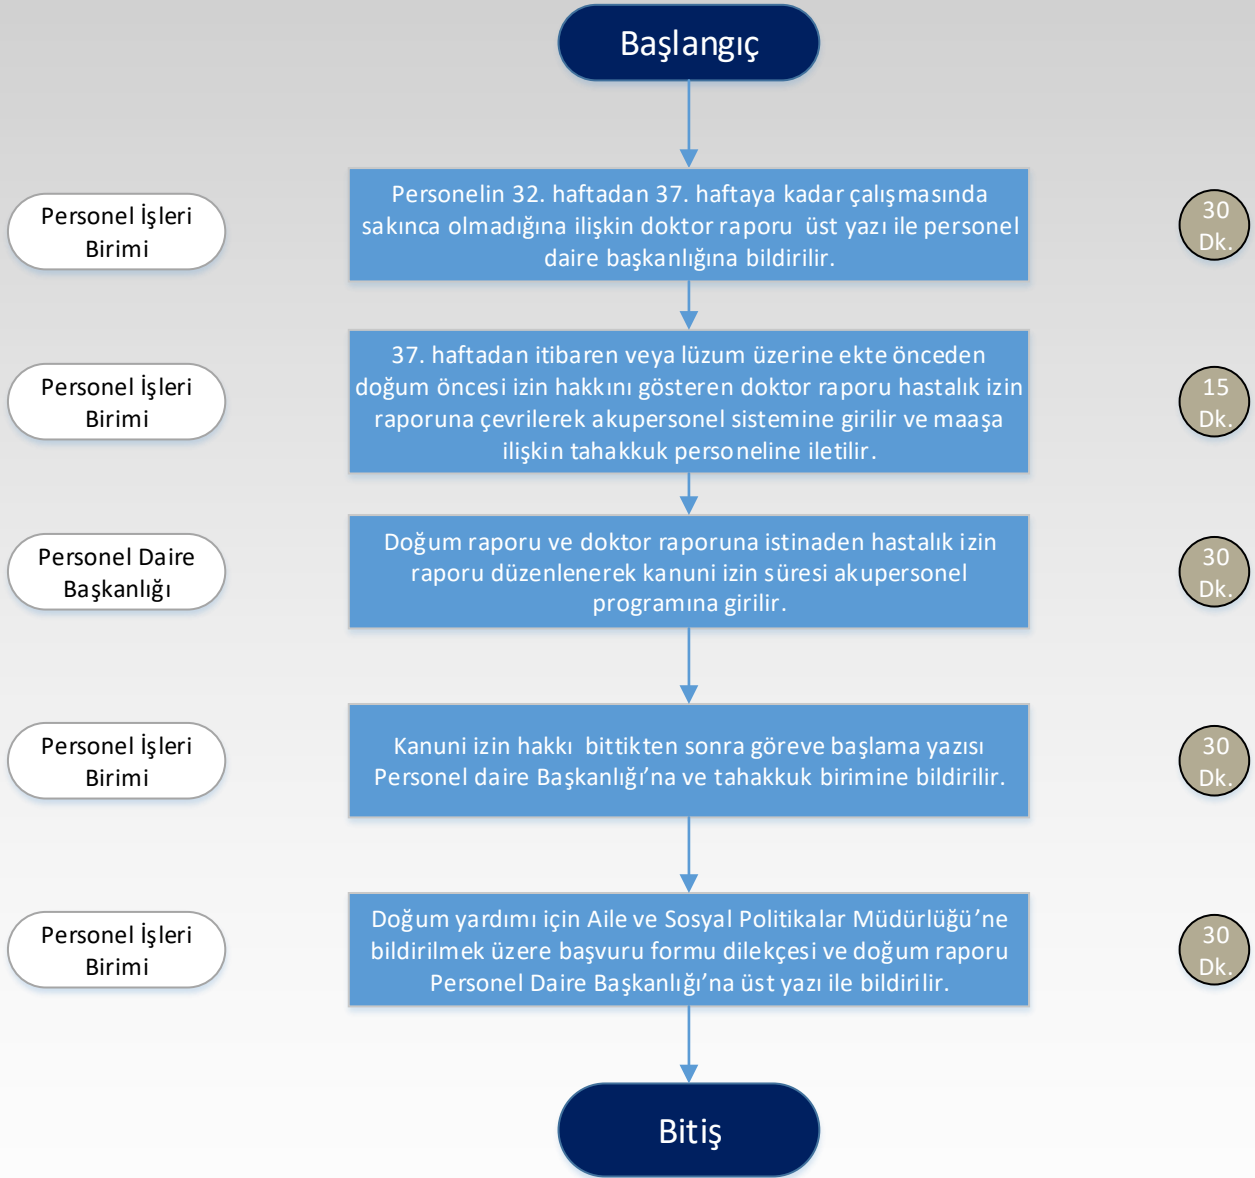 Başlangıç
Personel İşleri
Birimi
Personelin 32. haftadan 37. haftaya kadar çalışmasında
sakınca olmadığına ilişkin doktor raporu  üst yazı ile personel
daire başkanlığına bildirilir.
30
Dk.
Personel İşleri
Birimi
37. haftadan itibaren veya lüzum üzerine ekte önceden
doğum öncesi izin hakkını gösteren doktor raporu hastalık izin
raporuna çevrilerek akupersonel sistemine girilir ve maaşa
ilişkin tahakkuk personeline iletilir.
15
Dk.
Personel Daire
Başkanlığı
Doğum raporu ve doktor raporuna istinaden hastalık izin
raporu düzenlenerek kanuni izin süresi akupersonel
programına girilir.
30
Dk.
Personel İşleri
Birimi
Kanuni izin hakkı  bittikten sonra göreve başlama yazısı
Personel daire Başkanlığı’na ve tahakkuk birimine bildirilir.
30
Dk.
Personel İşleri
Birimi
Doğum yardımı için Aile ve Sosyal Politikalar Müdürlüğü’ne
bildirilmek üzere başvuru formu dilekçesi ve doğum raporu
Personel Daire Başkanlığı’na üst yazı ile bildirilir.
30
Dk.
Bitiş